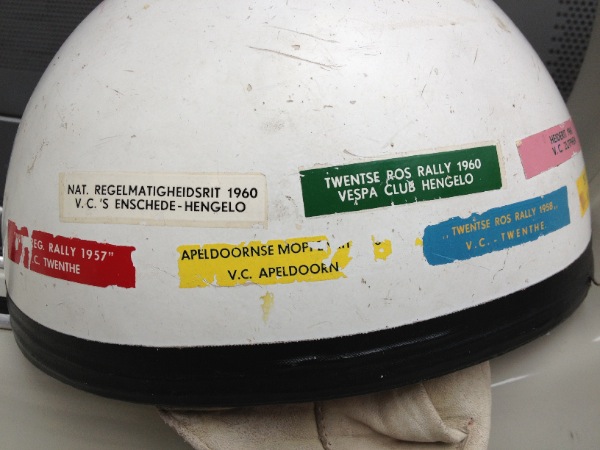 NAT. REGELMATIGHEIDSRIT 1960
V.C.'S ENSCHEDE-HENGELO
TWENTSE ROS RALLY 1960
VESPA CLUB HENGELO
V.C.
EG. RALLY 1957"
.C. TWENTHE
APELDOORNSE
V.C. APELDOORN
,,TWENTSE ROS RALLY 1958,,
V.C.-TWENTHE